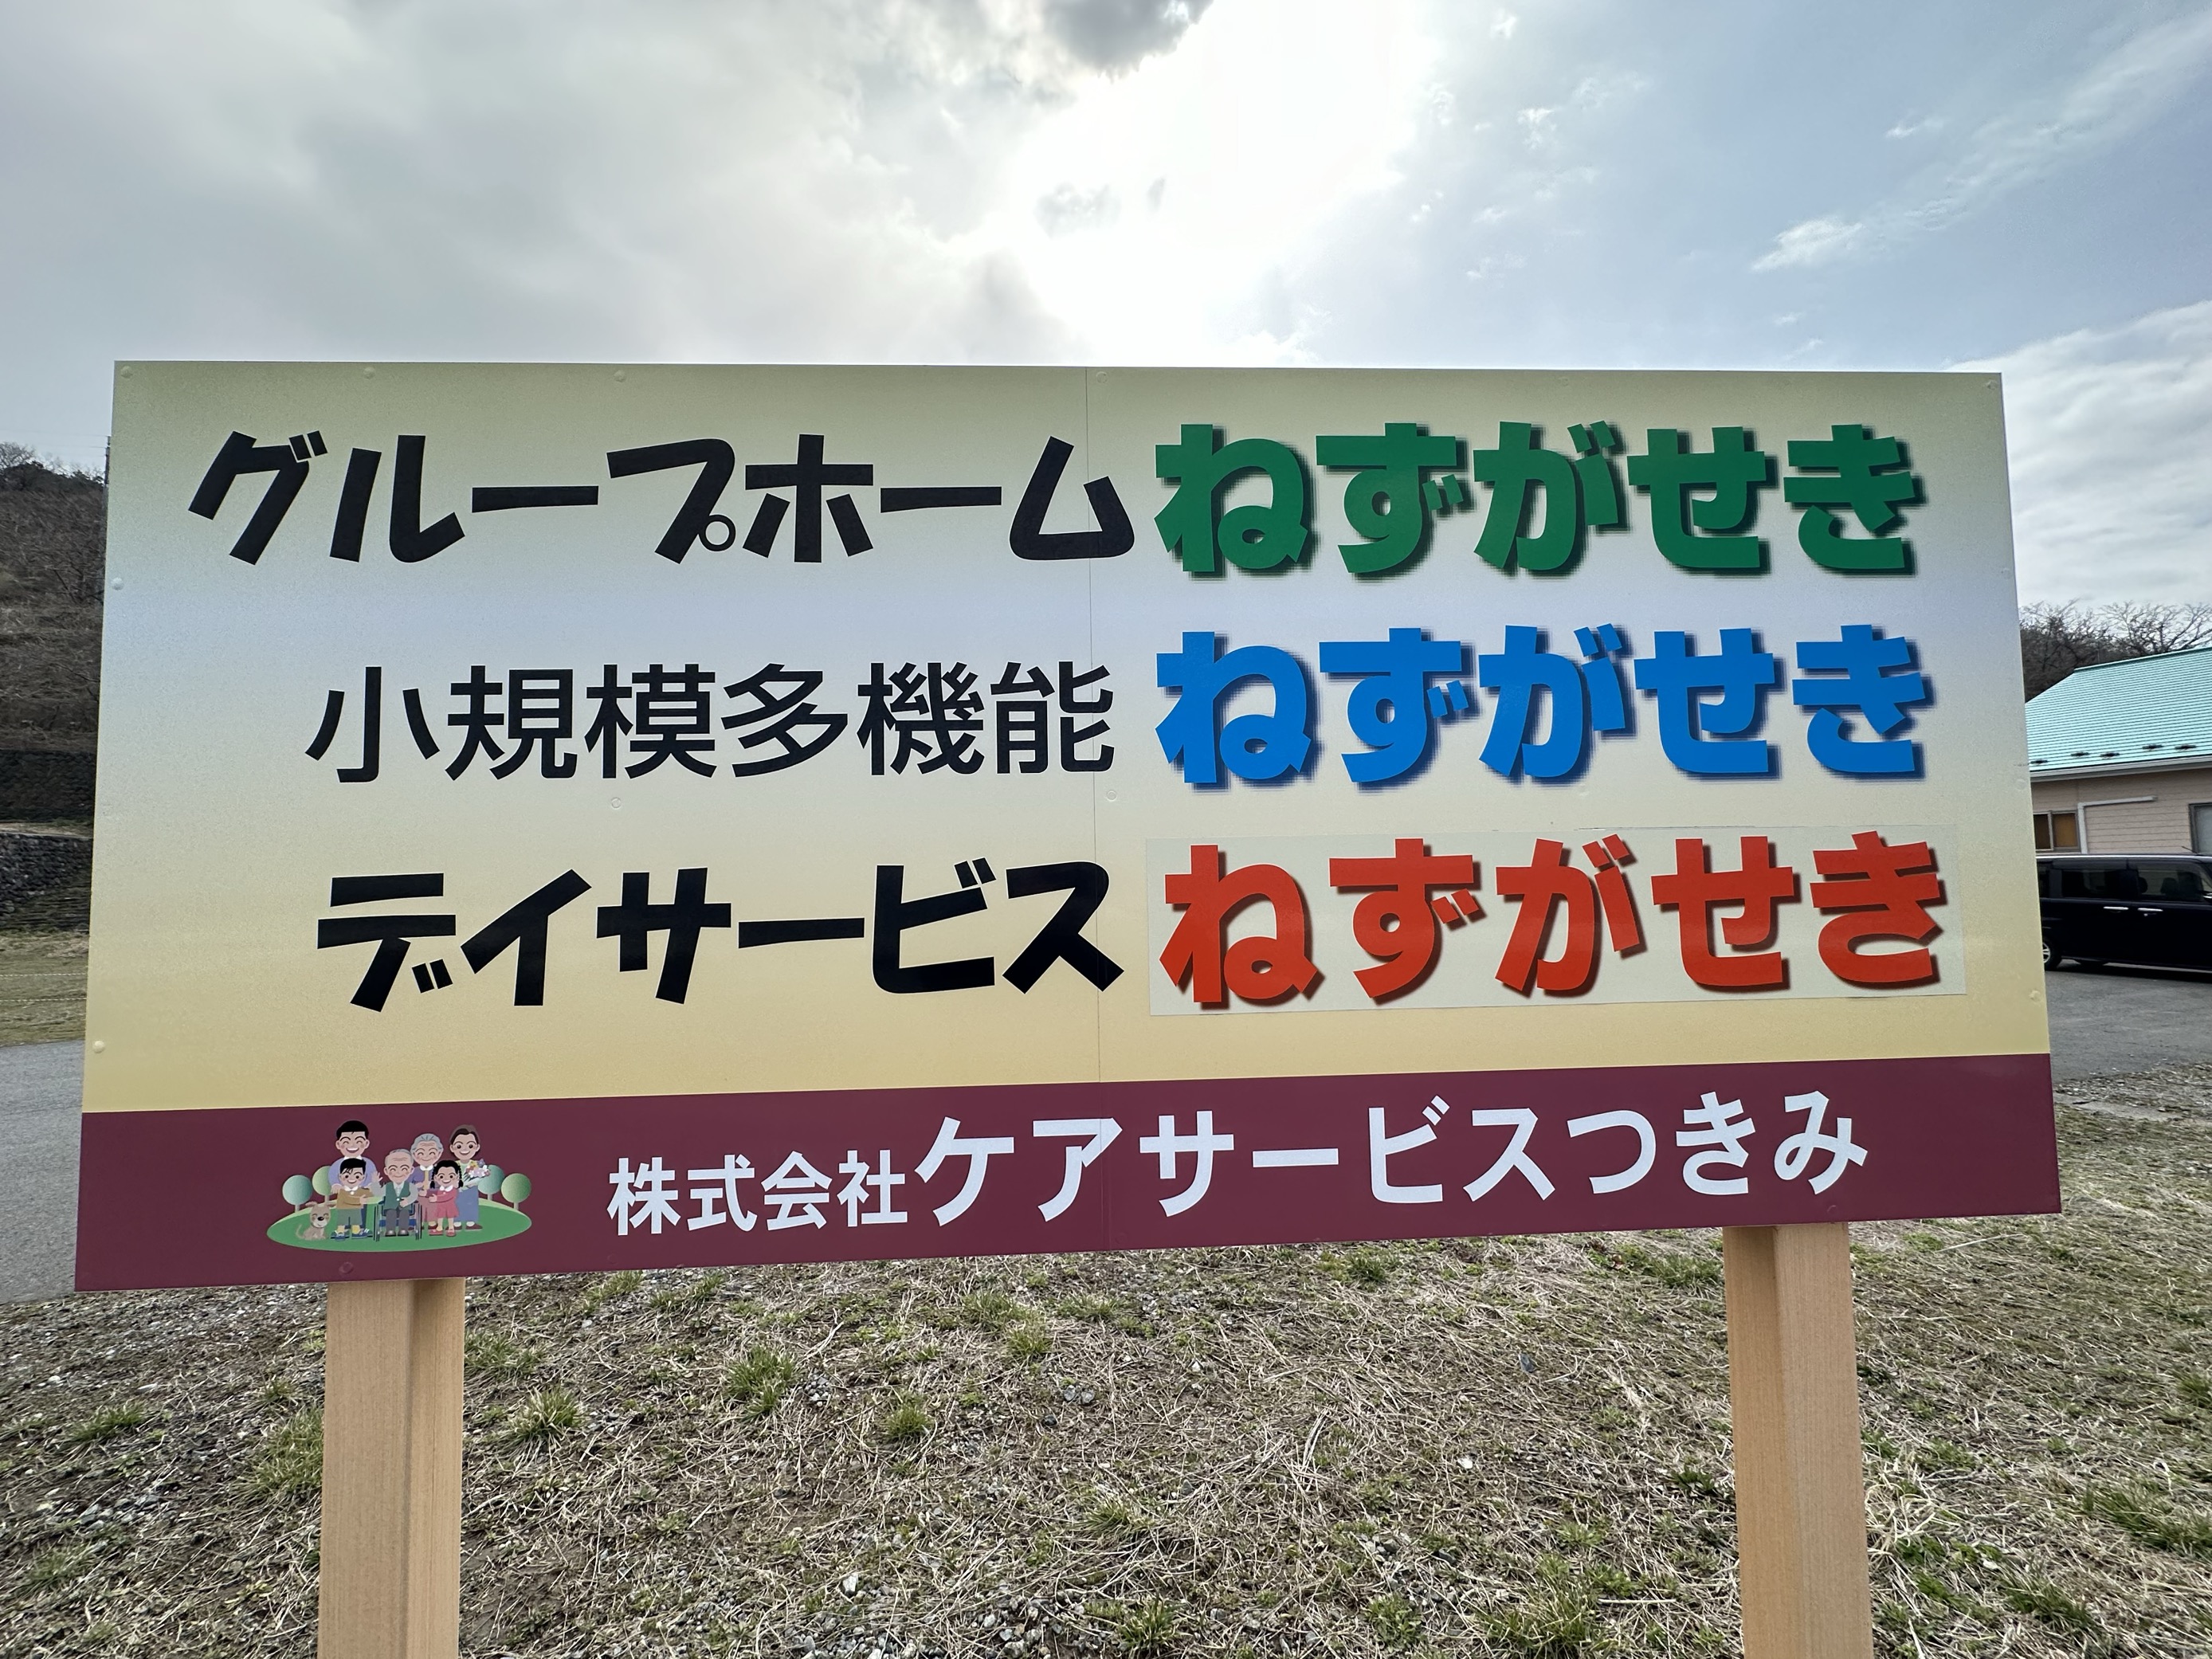 グループホームねずがせき
小規模多機能ねずがせき
デイサービスねずがせき
株式会社ケアサービスつきみ